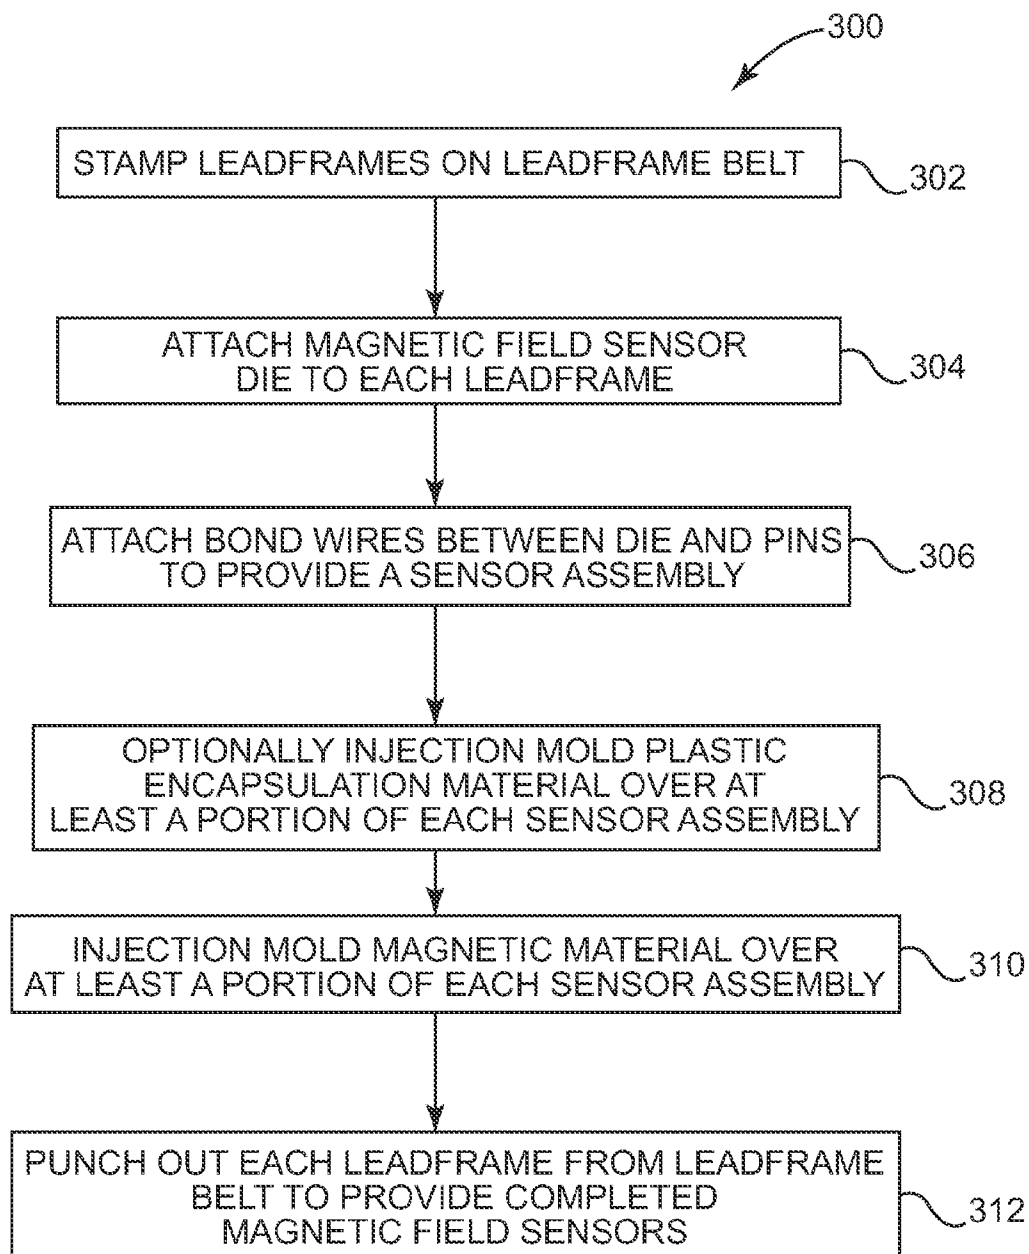 300
STAMP LEADFRAMES ON LEADFRAME BELT
302
ATTACH MAGNETIC FIELD SENSOR
DIE TO EACH LEADFRAME
304
ATTACH BOND WIRES BETWEEN DIE AND PINS
TO PROVIDE A SENSOR ASSEMBLY
306
OPTIONALLY INJECTION MOLD PLASTIC
ENCAPSULATION MATERIAL OVER AT
LEAST A PORTION OF EACH SENSOR ASSEMBLY
308
INJECTION MOLD MAGNETIC MATERIAL OVER
AT LEAST A PORTION OF EACH SENSOR ASSEMBLY
310
PUNCH OUT EACH LEADFRAME FROM LEADFRAME
BELT TO PROVIDE COMPLETED
MAGNETIC FIELD SENSORS
312